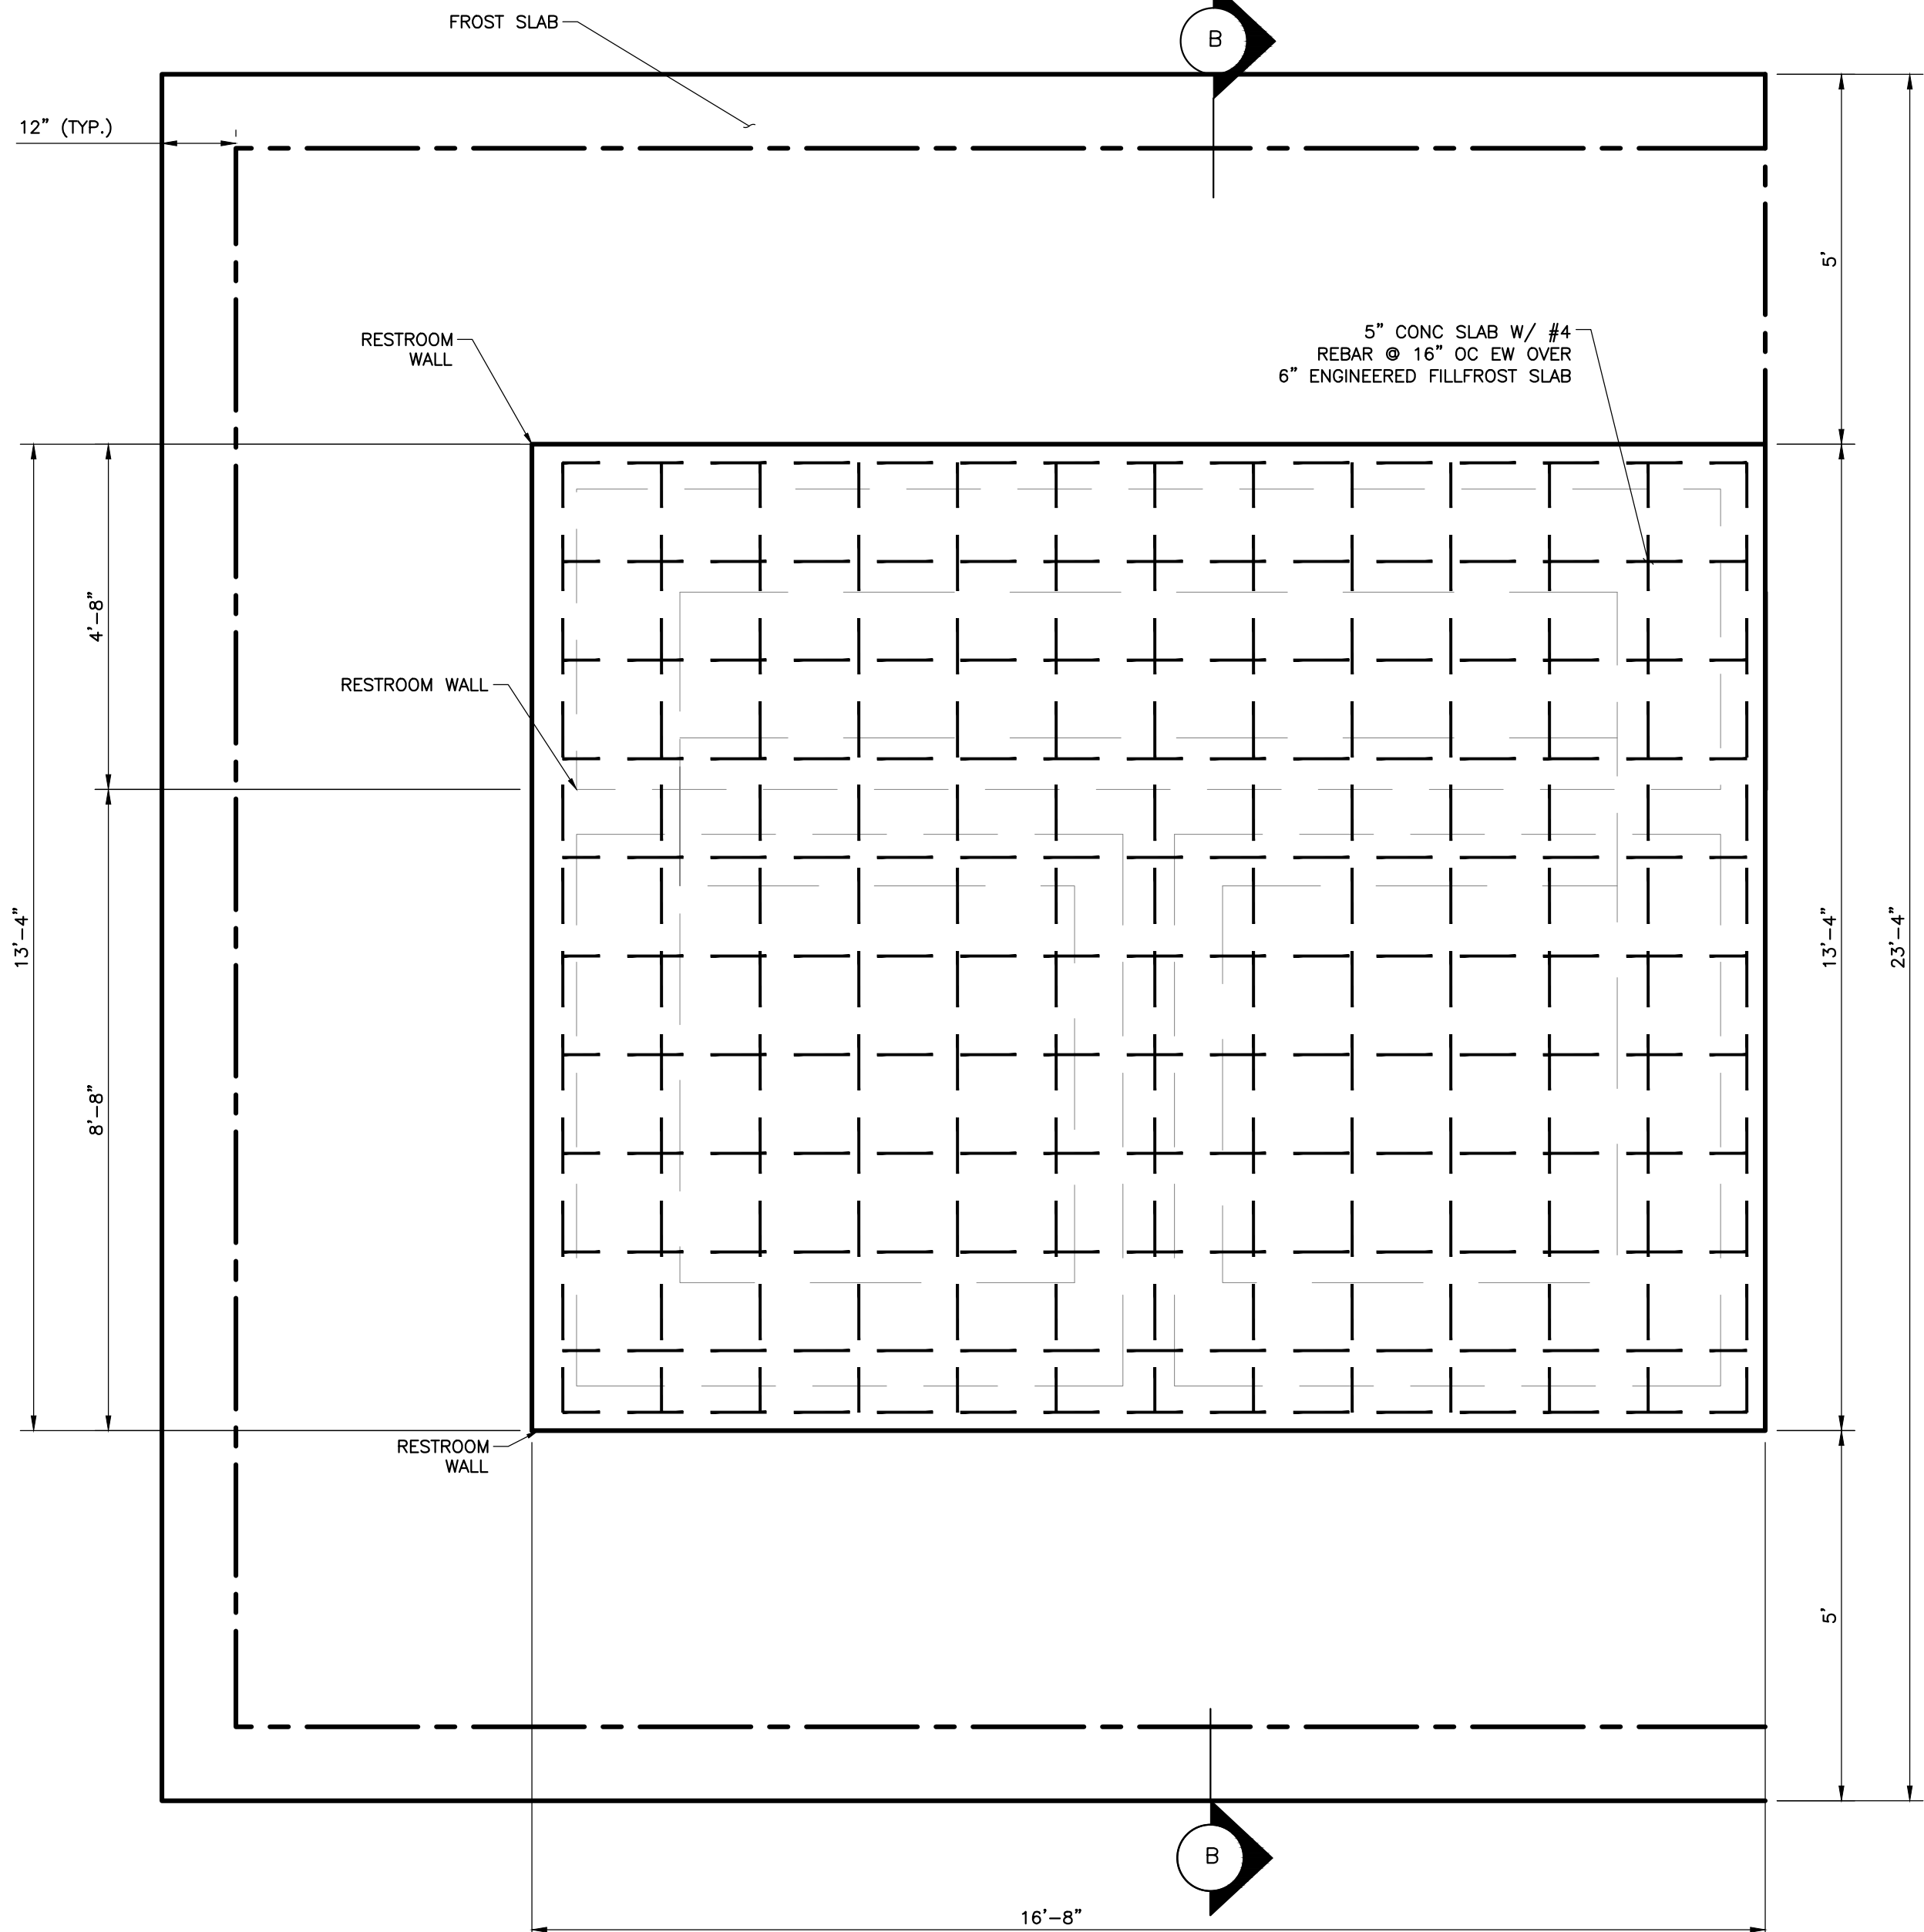 FROST SLAB
B
12" (TYP.)
5'
RESTROOM
WALL
5" CONC SLAB W/ #4
REBAR @ 16" OC EW OVER
6" ENGINEERED FILLFROST SLAB
4'-8"
RESTROOM WALL
13'-4"
13'-4"
23'-4"
8'-8"
RESTROOM
WALL
5'
B
16'-8"